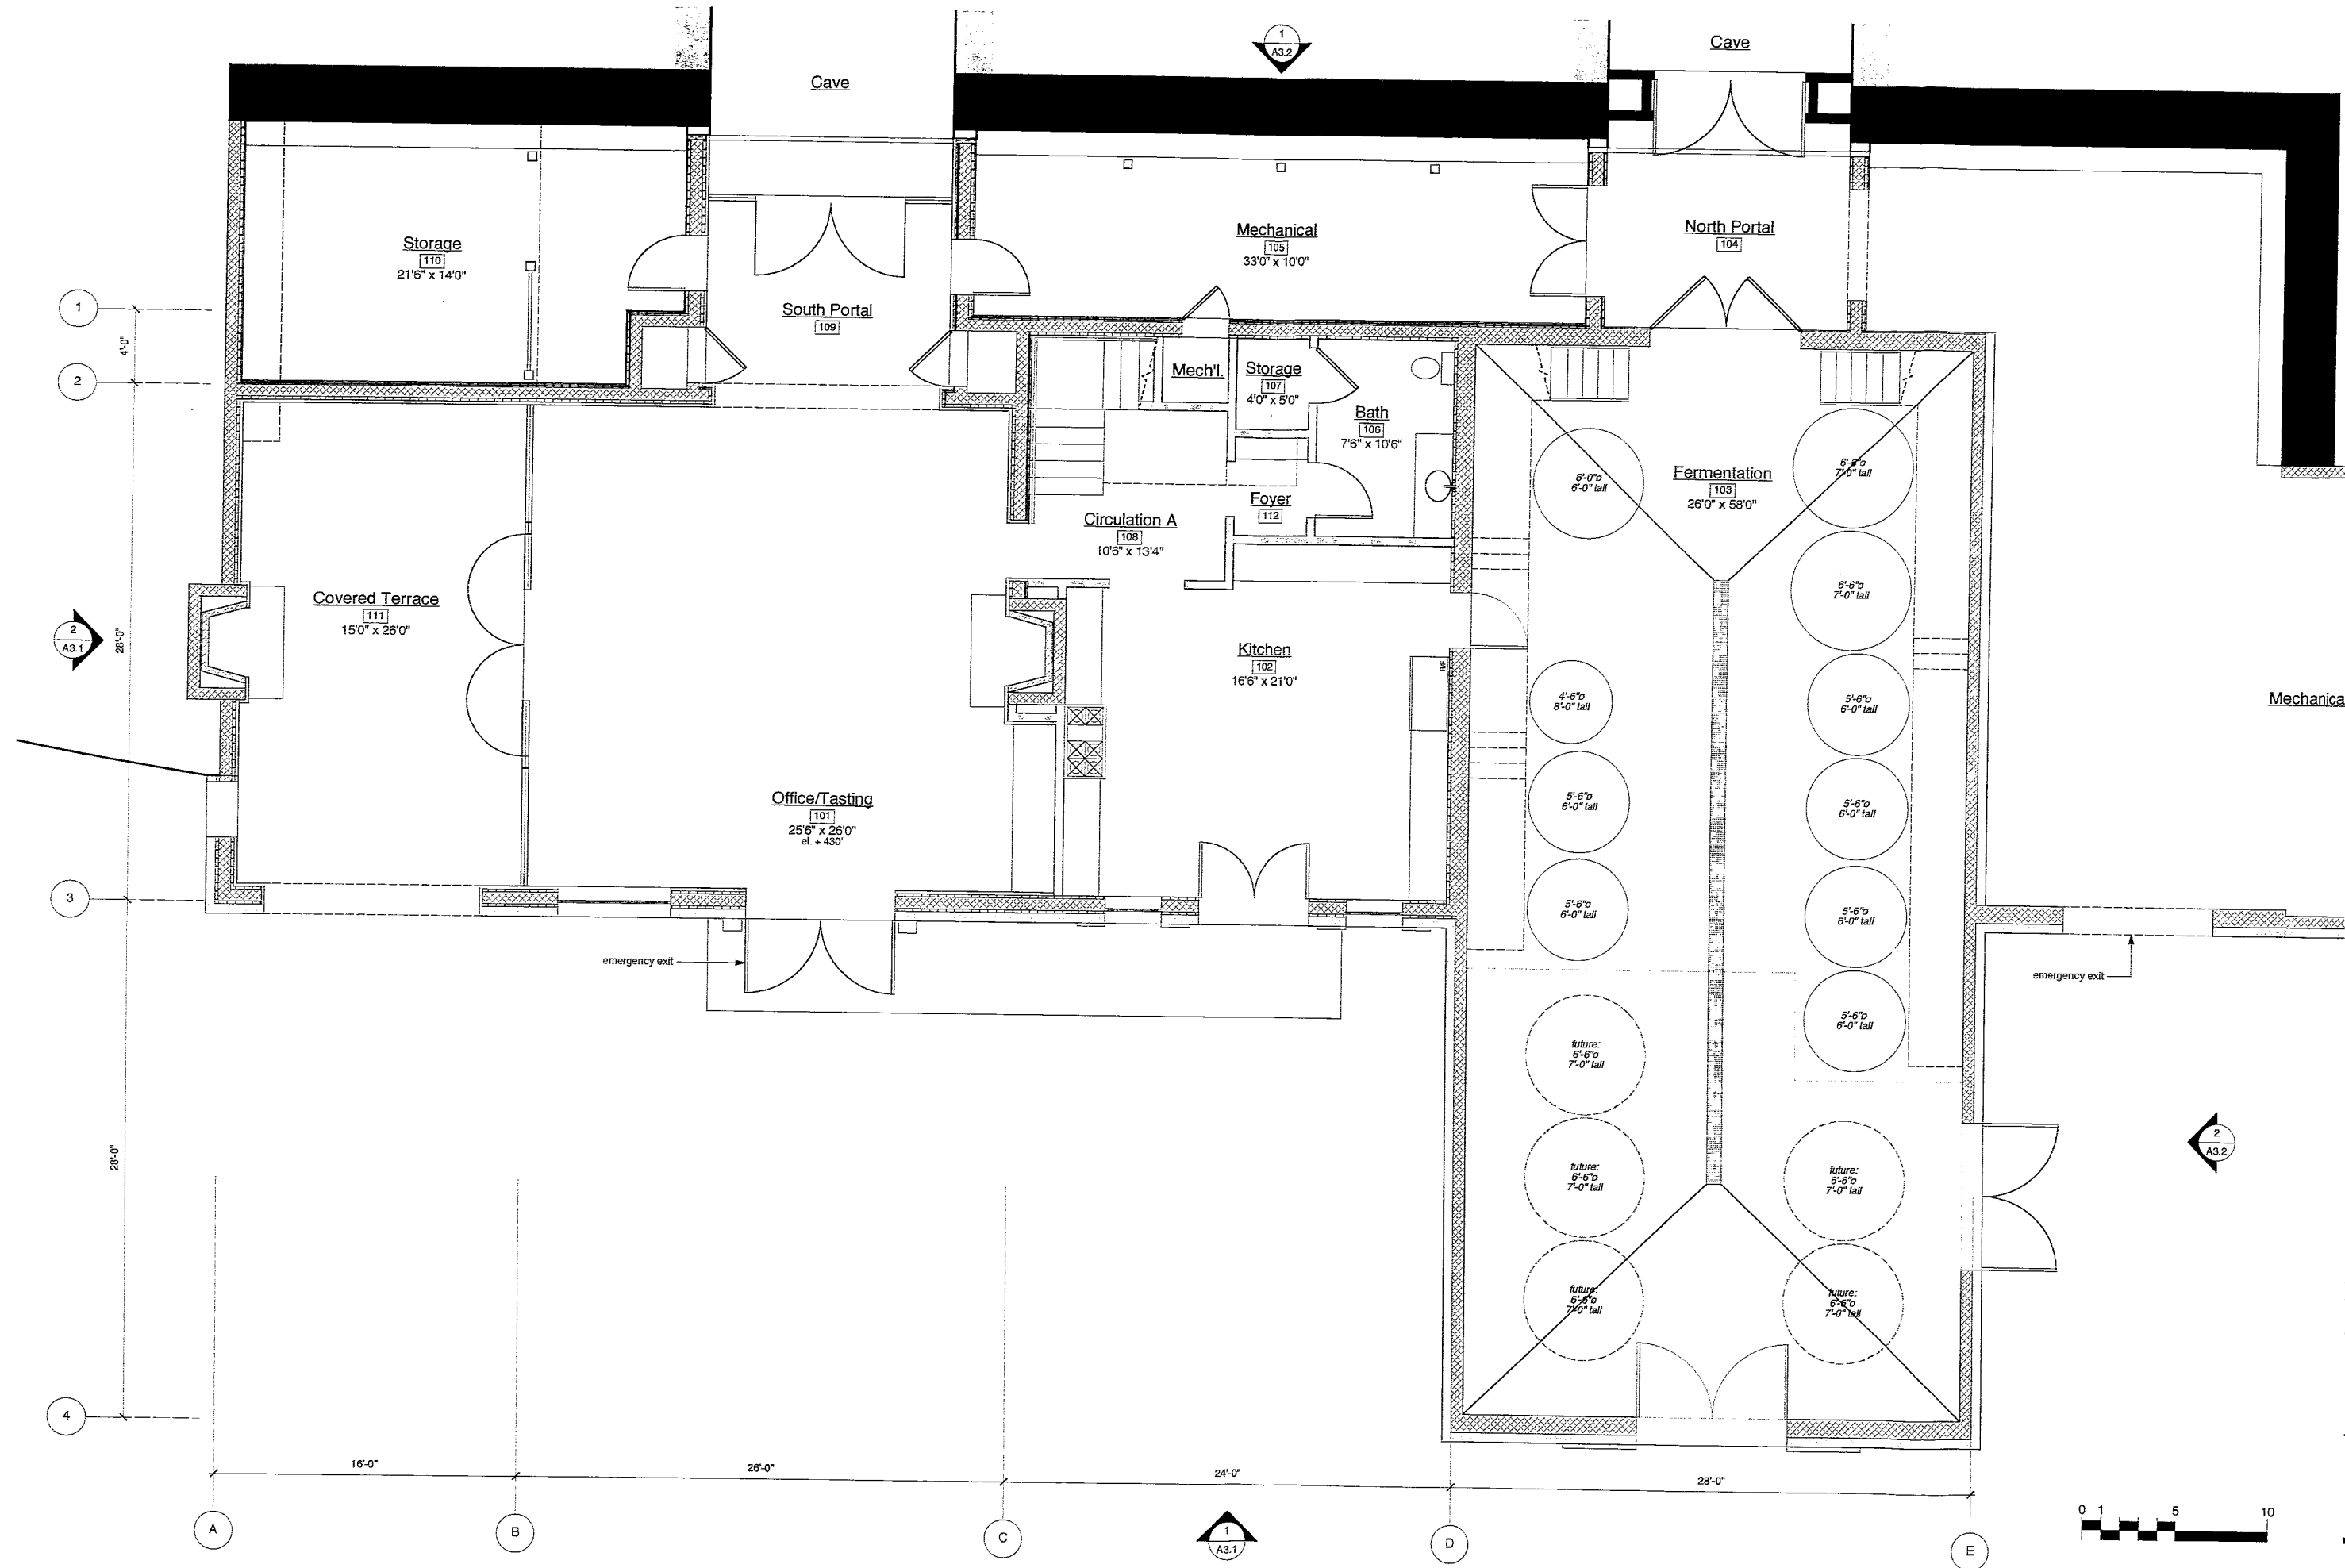 Cave
1
A3.2
Cave
Storage
110
21'6" x 14'0"
Mechanical
105
33'0" x 10'0"
North Portal
104
South Portal
109
1
4'-0"
2
Mech'l.
Storage
107
4'0" x 5'0"
Bath
106
7'6" x 10'6"
Foyer
112
Circulation A
108
10'6" x 13'4"
Fermentation
103
26'0" x 58'0"
6'-0"o
6'-0" tall
6'-6"o
7'-0" tall
6'-6"o
7'-0" tall
Covered Terrace
111
15'0" x 26'0"
2
A3.1
28'-0"
Kitchen
102
16'6" x 21'0"
4'-6"o
8'-0" tall
5'-6"o
6'-0" tall
Mechanica
Office/Tasting
101
25'6" x 26'0"
el. + 430'
5'-6"o
6'-0" tall
5'-6"o
6'-0" tall
3
5'-6"o
6'-0" tall
5'-6"o
6'-0" tall
emergency exit
emergency exit
5'-6"o
6'-0" tall
future:
6'-6"o
7'-0" tall
28'-0"
future:
6'-6"o
7'-0" tall
future:
6'-6"o
7'-0" tall
2
A3.2
future:
6'-6"o
7'-0" tall
future:
6'-6"o
7'-0" tall
4
16'-0"
26'-0"
24'-0"
28'-0"
0 1 5 10
A
B
C
1
A3.1
D
E